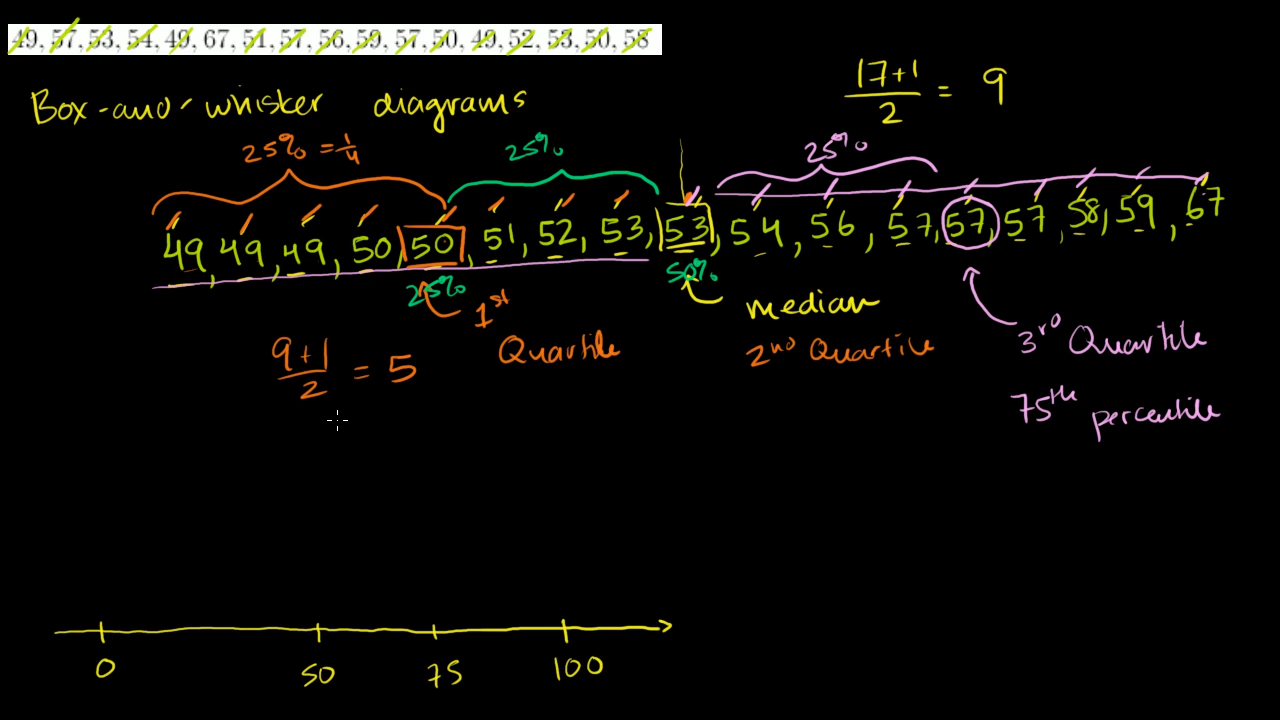 49, 57, 53, 54, 49, 67, 51, 57, 56, 59, 57, 50, 49, 52, 53, 50, 58
Box-and-whisker diagrams
17+1
2
= 9
25% = 1/4
25%
25%
49, 49, 49, 50, 50, 51, 52, 53, 53, 54, 56, 57, 57, 57, 58, 59, 67
25%
50%
1st
Quartile
median
2nd Quartile
3rd Quartile
75th percentile
9+1
2
= 5
0 50 75 100